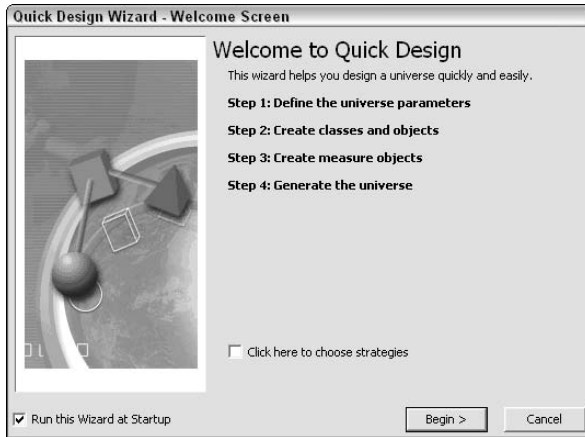 Quick Design Wizard - Welcome Screen
Welcome to Quick Design
This wizard helps you design a universe quickly and easily.
Step 1: Define the universe parameters
Step 2: Create classes and objects
Step 3: Create measure objects
Step 4: Generate the universe
Click here to choose strategies
Run this Wizard at Startup
Begin >
Cancel